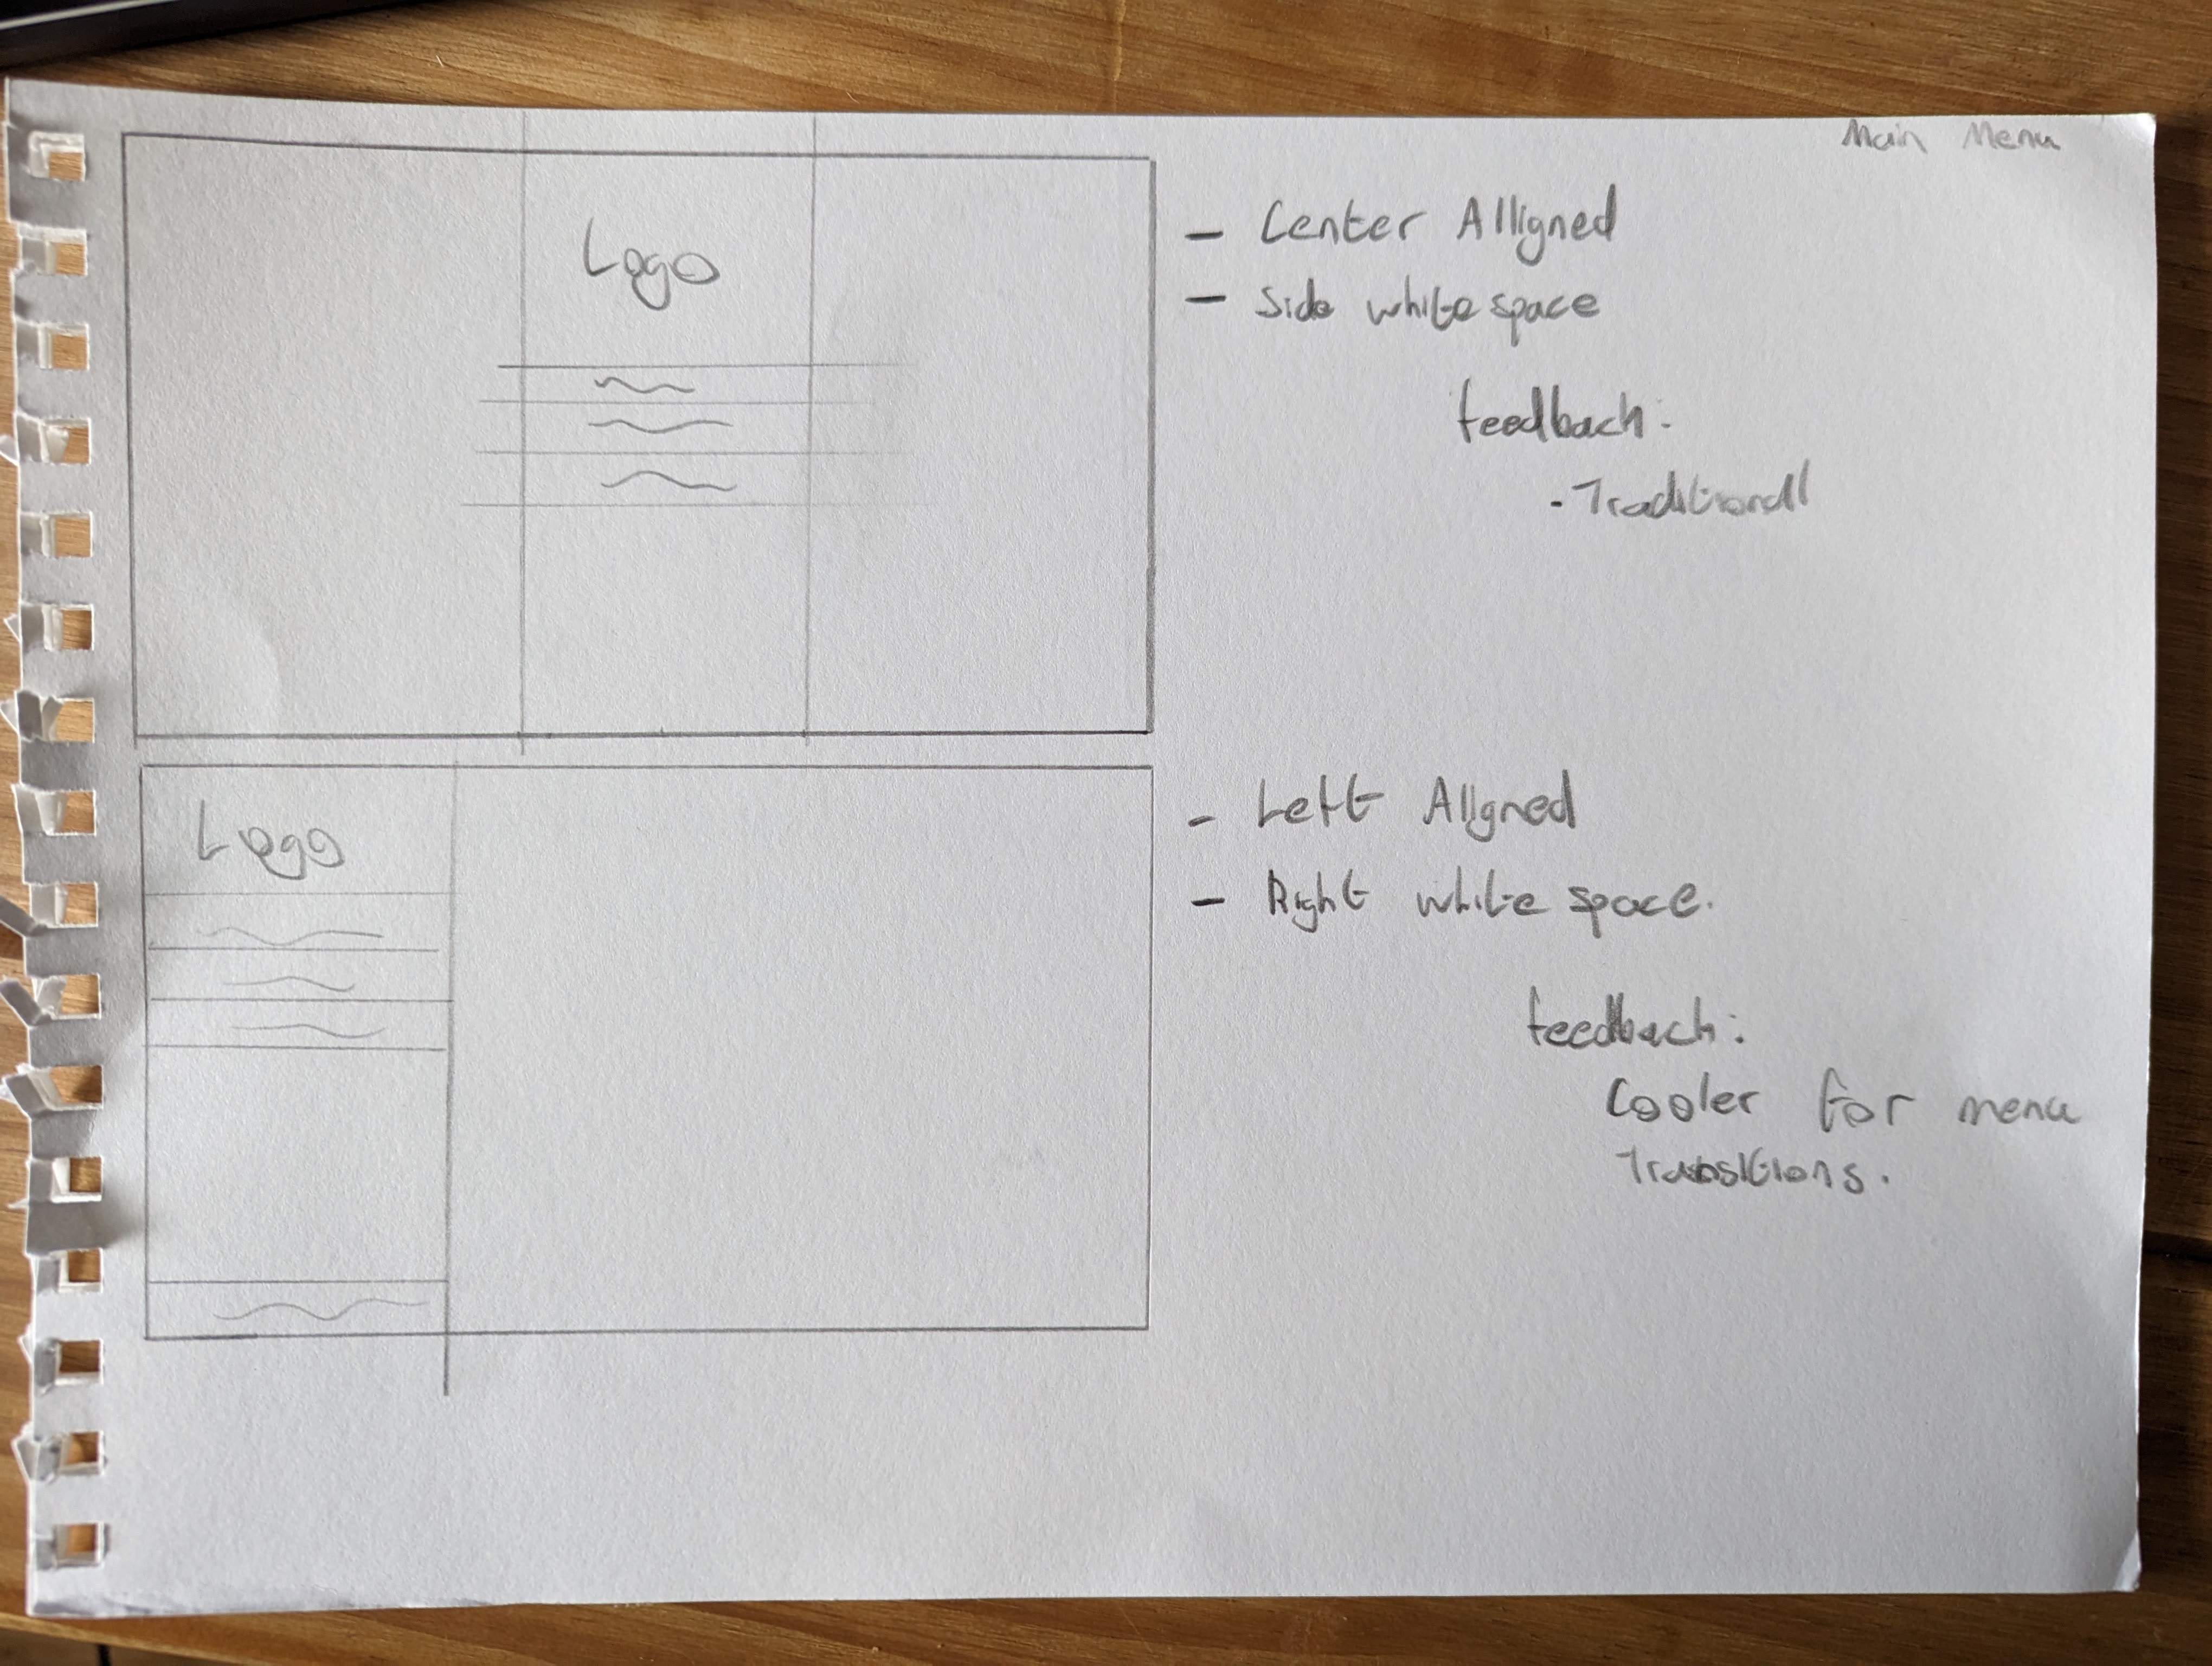 Main Menu
Logo
- Center Alligned
- Side white space
feedback:
- Traditionall
Logo
- Left Alligned
- Right white space.
feedback:
Cooler for menu
Transitions.